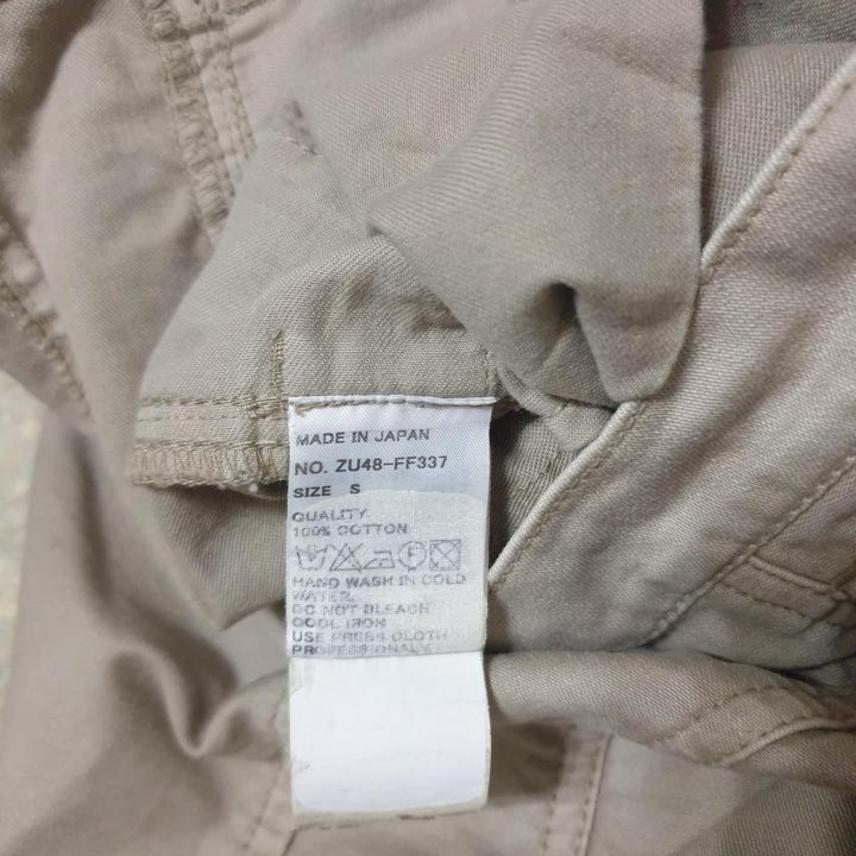 MADE IN JAPAN
NO. ZU48-FF337
SIZE S
QUALITY
100% COTTON
HAND WASH IN COLD
WATER.
DO NOT BLEACH
COOL IRON
USE PRESS CLOTH
PROFESSIONALY